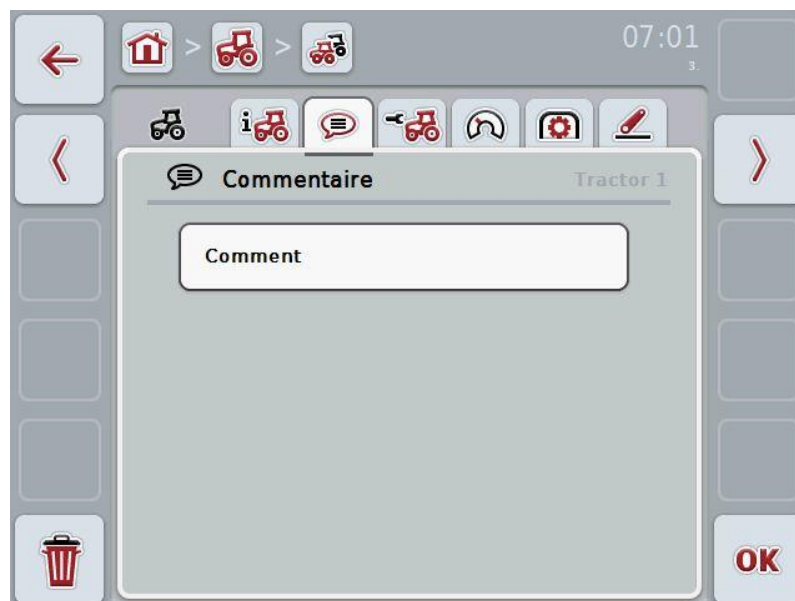 > >
07:01
3.
i
Commentaire Tractor 1
Comment
OK